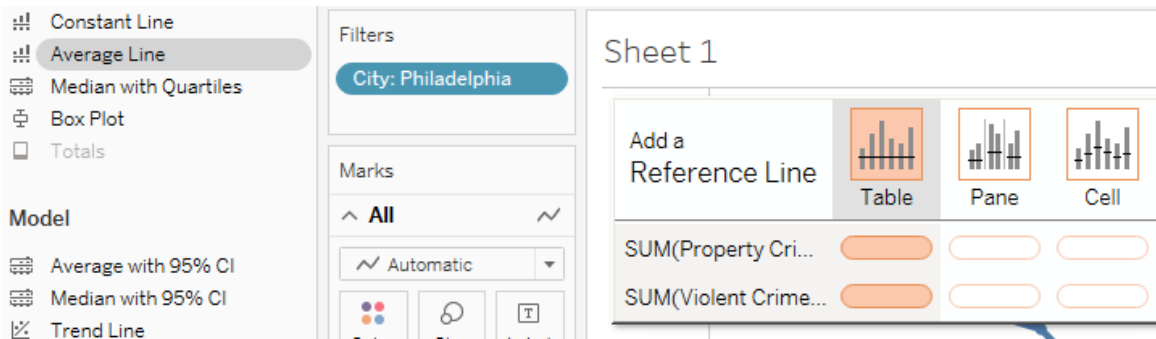 Constant Line
Average Line
Median with Quartiles
Box Plot
Totals
Model
Average with 95% CI
Median with 95% CI
Trend Line
Filters
City: Philadelphia
Marks
All
Automatic
T
Sheet 1
Add a
Reference Line
Table
Pane
Cell
SUM(Property Cri...
SUM(Violent Crime...